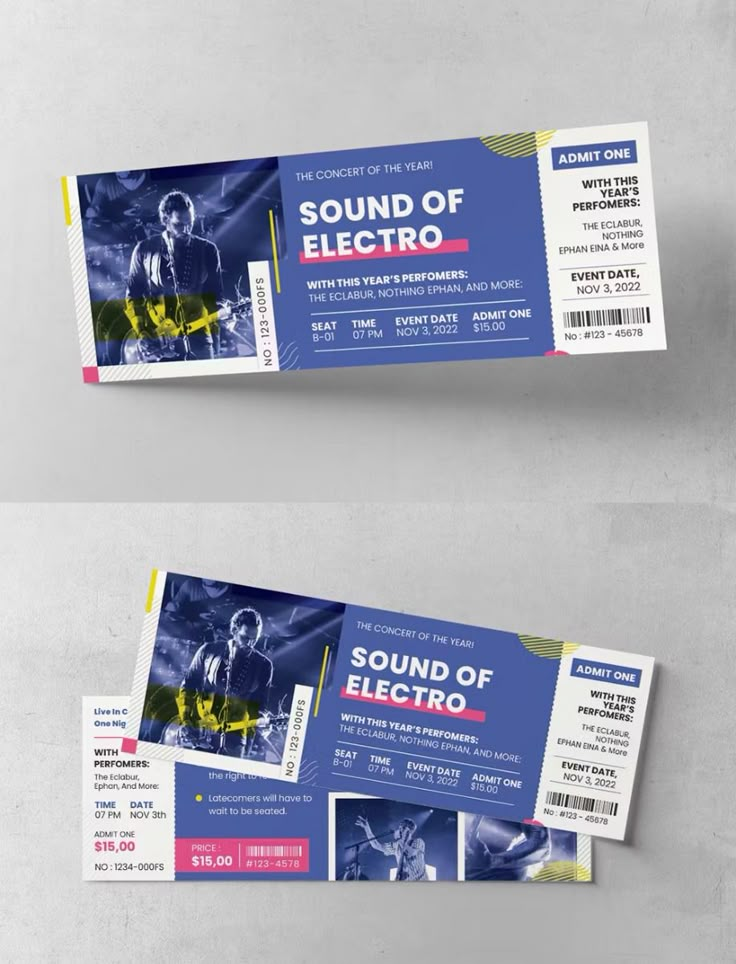 THE CONCERT OF THE YEAR!
SOUND OF
ELECTRO
WITH THIS YEAR'S PERFOMERS:
THE ECLABUR, NOTHING EPHAN, AND MORE:
SEAT TIME EVENT DATE ADMIT ONE
B-01 07 PM NOV 3, 2022 $15.00
NO : 123-000FS
ADMIT ONE
WITH THIS
YEAR'S
PERFOMERS:
THE ECLABUR,
NOTHING
EPHAN EINA & More
EVENT DATE,
NOV 3, 2022
No : #123 - 45678
THE CONCERT OF THE YEAR!
SOUND OF
ELECTRO
WITH THIS YEAR'S PERFOMERS:
THE ECLABUR, NOTHING EPHAN, AND MORE:
SEAT TIME EVENT DATE ADMIT ONE
B-01 07 PM NOV 3, 2022 $15.00
NO : 123-000FS
ADMIT ONE
WITH THIS
YEAR'S
PERFOMERS:
THE ECLABUR,
NOTHING
EPHAN EINA & More
EVENT DATE,
NOV 3, 2022
No : #123 - 45678
Live In C
One Nig
WITH
PERFOMERS:
The Eclabur,
Ephan, And More:
TIME DATE
07 PM NOV 3th
ADMIT ONE
$15,00
NO : 1234-000FS
the right to
Latecomers will have to
wait to be seated.
PRICE :
$15,00
#123-4578